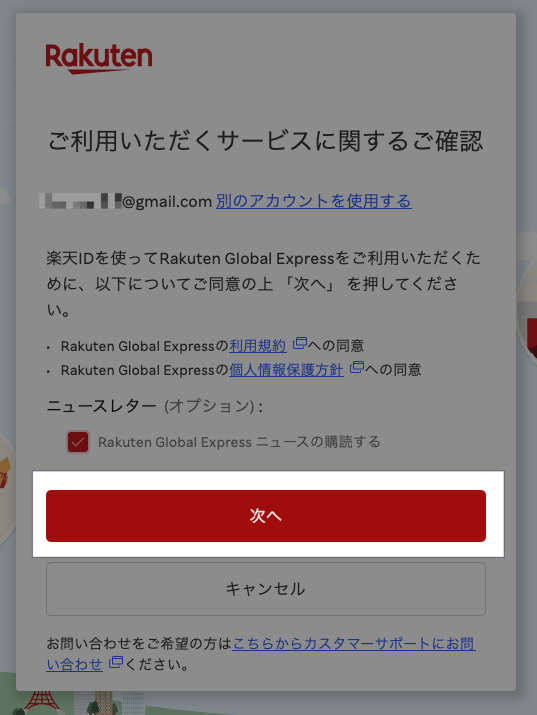 Rakuten
ご利用いただくサービスに関するご確認
@gmail.com 別のアカウントを使用する
楽天IDを使ってRakuten Global Expressをご利用いただくた
めに、以下についてご同意の上 「次へ」 を押してくださ
い。
・ Rakuten Global Expressの利用規約 への同意
・ Rakuten Global Expressの個人情報保護方針 への同意
ニュースレター (オプション) :
Rakuten Global Express ニュースの購読する
次へ
キャンセル
お問い合わせをご希望の方はこちらからカスタマーサポートにお問
い合わせ ください。